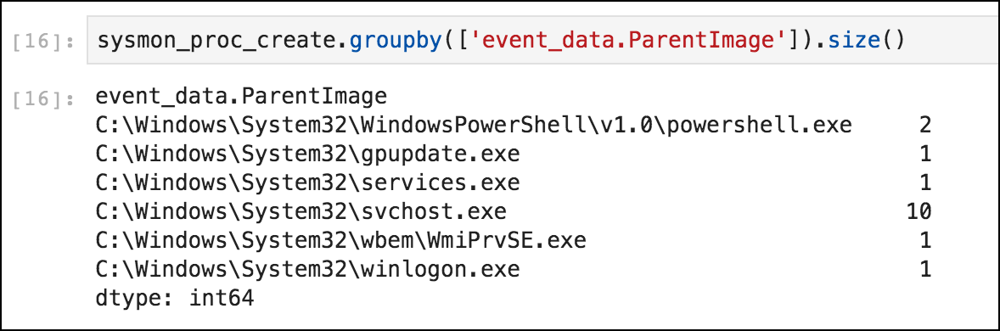 [16]: sysmon_proc_create.groupby(['event_data.ParentImage']).size()
[16]: event_data.ParentImage
C:\Windows\System32\WindowsPowerShell\v1.0\powershell.exe 2
C:\Windows\System32\gpupdate.exe 1
C:\Windows\System32\services.exe 1
C:\Windows\System32\svchost.exe 10
C:\Windows\System32\wbem\WmiPrvSE.exe 1
C:\Windows\System32\winlogon.exe 1
dtype: int64